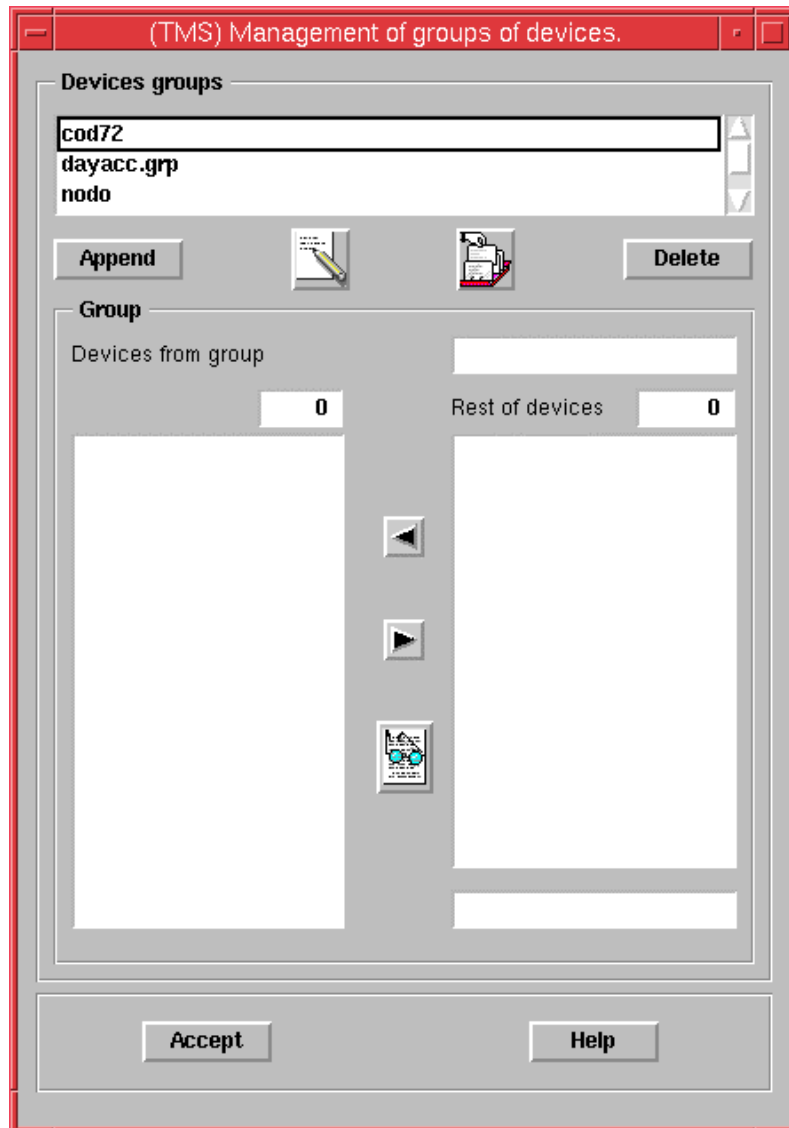 (TMS) Management of groups of devices.
Devices groups
cod72
dayacc.grp
nodo
Append
Delete
Group
Devices from group
0
Rest of devices
0
Accept
Help